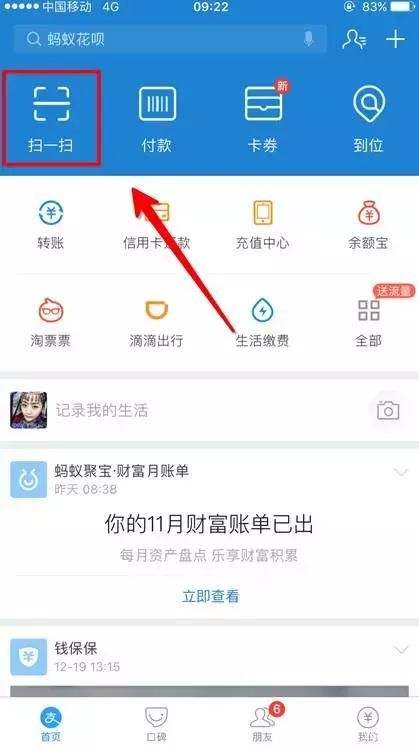 中国移动 4G 09:22 83%
蚂蚁花呗
新
扫一扫 付款 卡券 到位
转账 信用卡还款 充值中心 余额宝
送流量
淘票票 滴滴出行 生活缴费 全部
记录我的生活
蚂蚁聚宝·财富月账单
昨天 08:38
你的11月财富账单已出
每月资产盘点 乐享财富积累
立即查看
钱保保
12-19 13:15
6
首页 口碑 朋友 我的